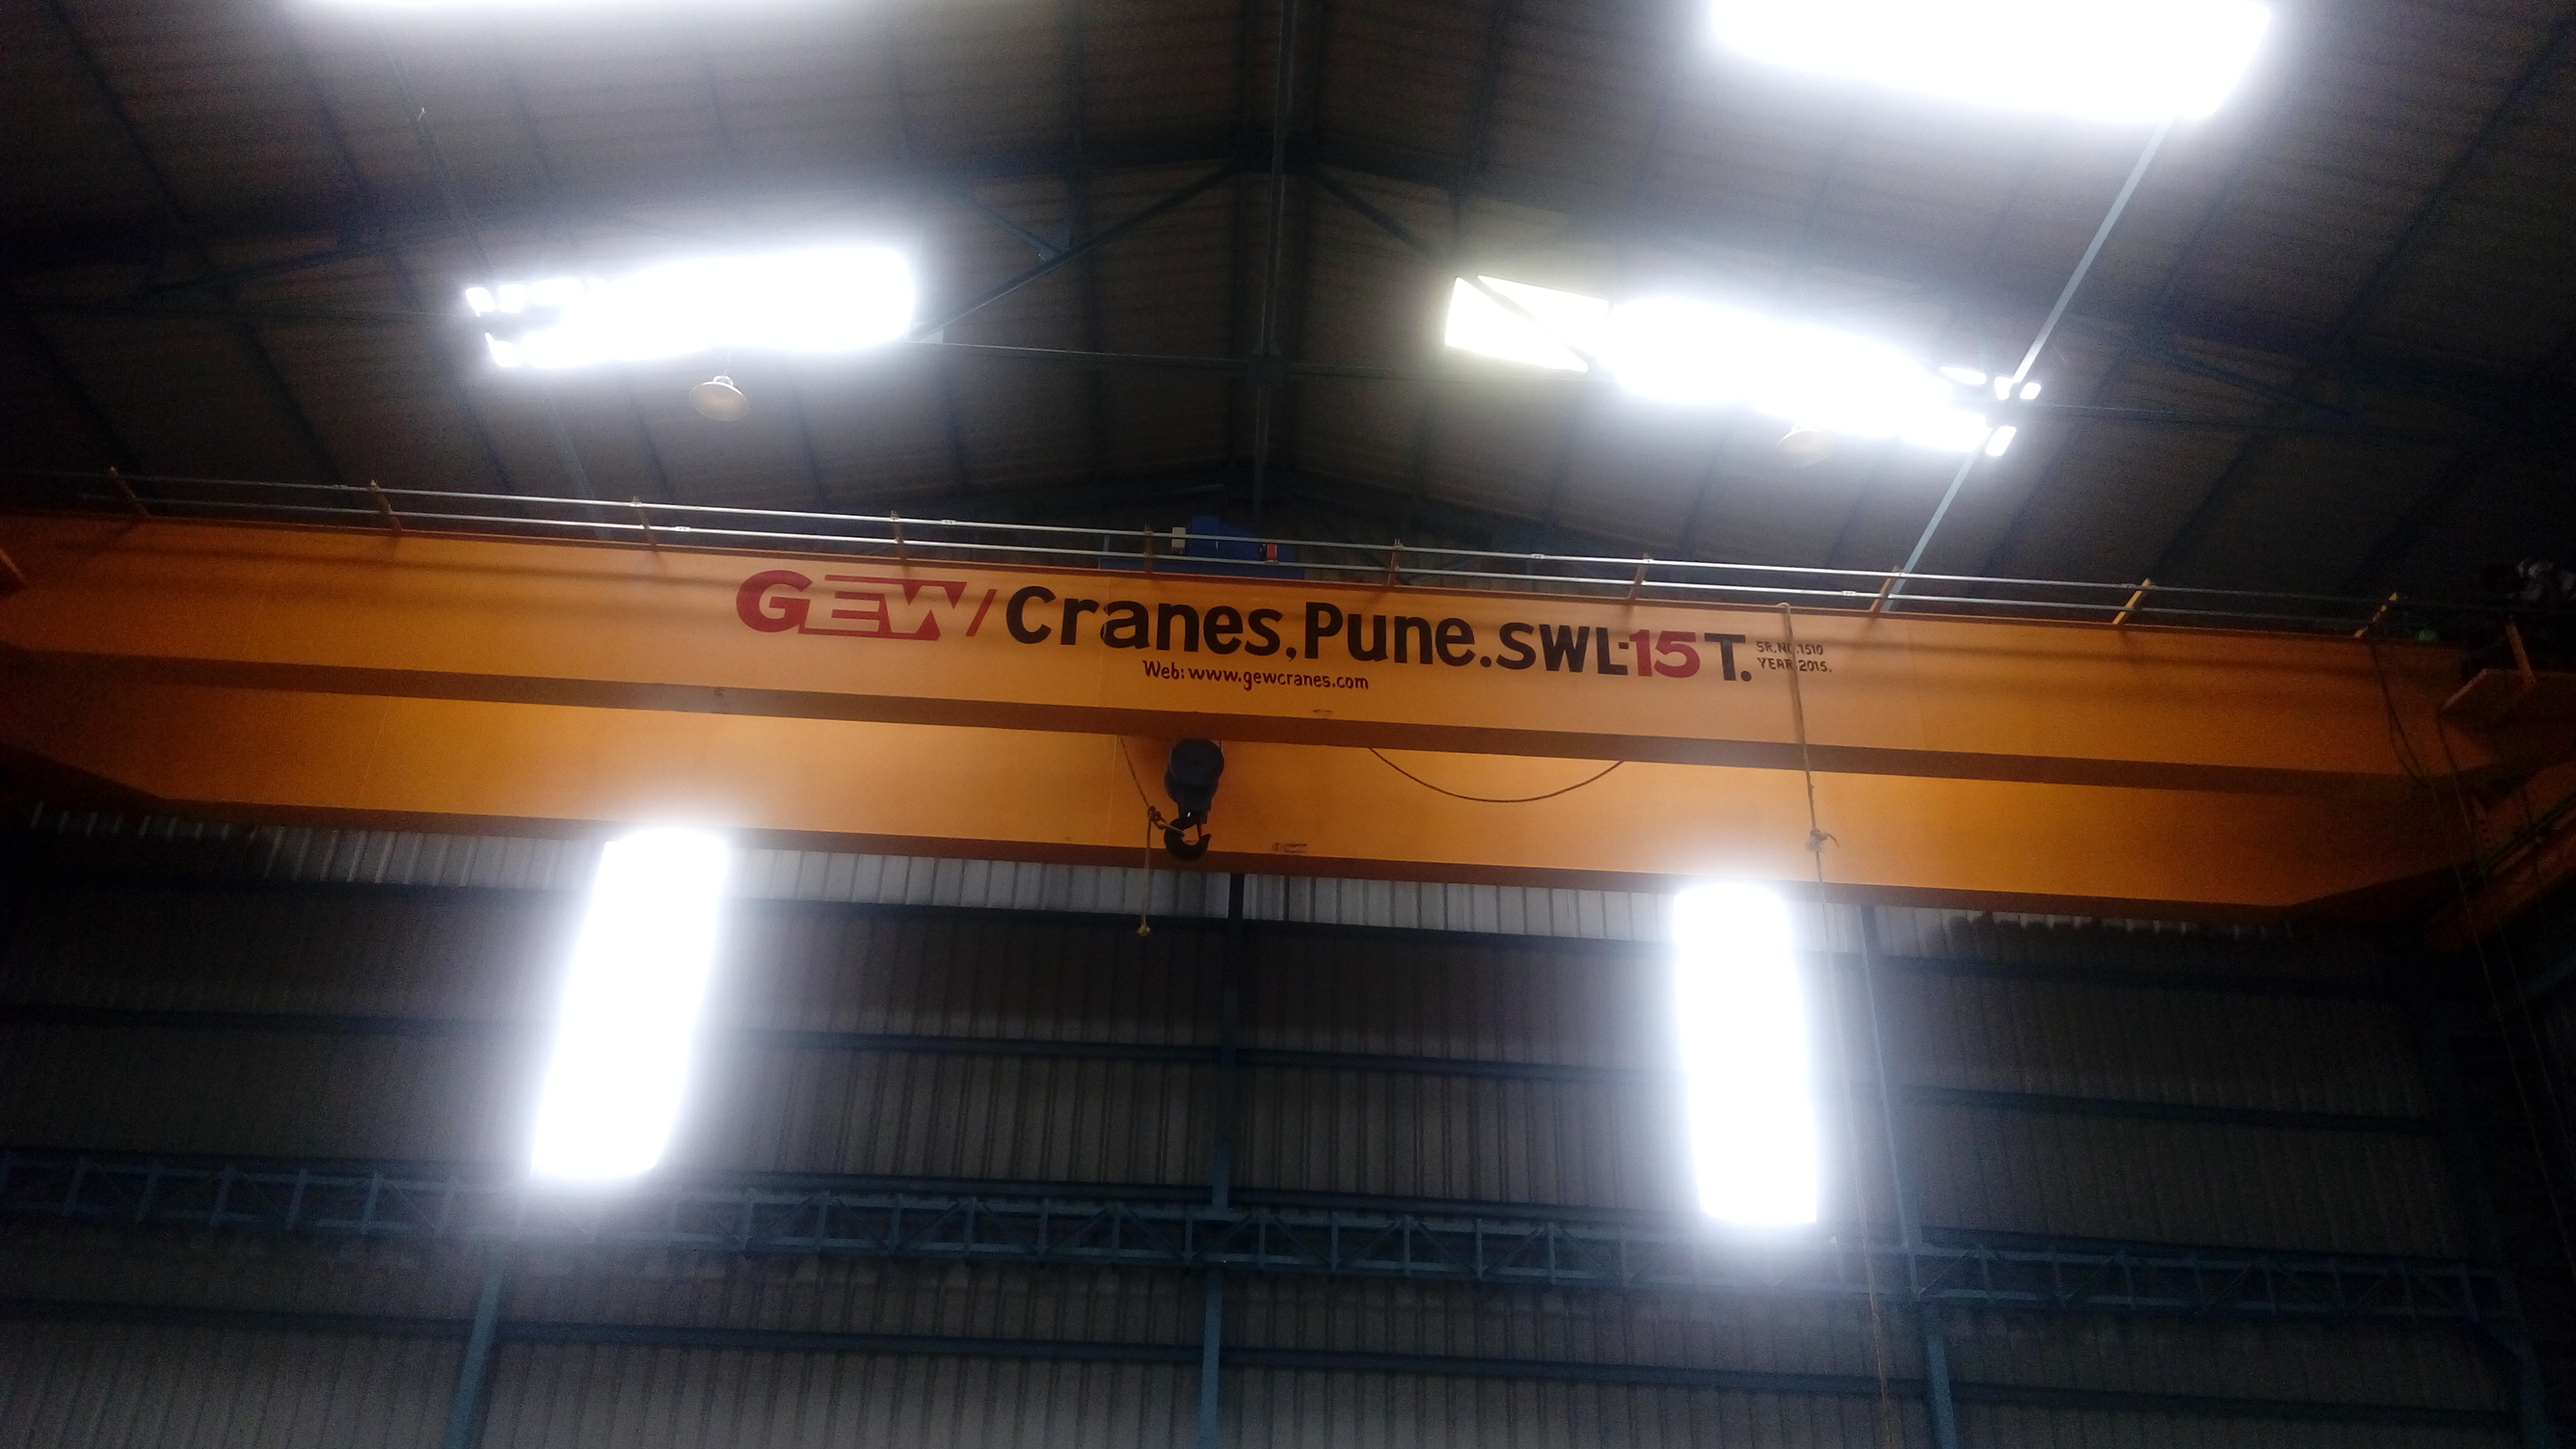 GEW/Cranes,Pune.SWL-15T.
SR.NO.1510
YEAR 2015.
Web: www.gewcranes.com